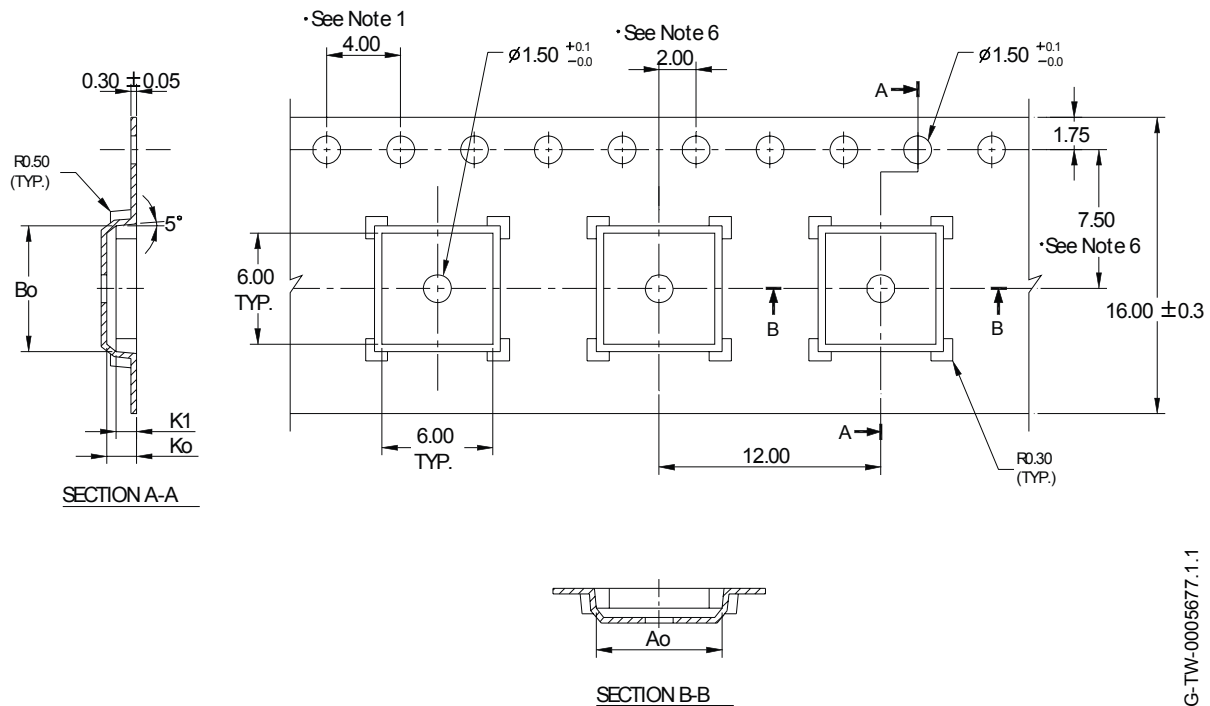 ·See Note 1
4.00
0.30 ±0.05
R0.50
(TYP.)
5°
Bo
K1
Ko
SECTION A-A
ø1.50 +0.1 -0.0
·See Note 6
2.00
ø1.50 +0.1 -0.0
A
1.75
7.50
·See Note 6
16.00 ±0.3
6.00
TYP.
6.00
TYP.
B
B
A
12.00
R0.30
(TYP.)
Ao
SECTION B-B
G-TW-0005677.1.1